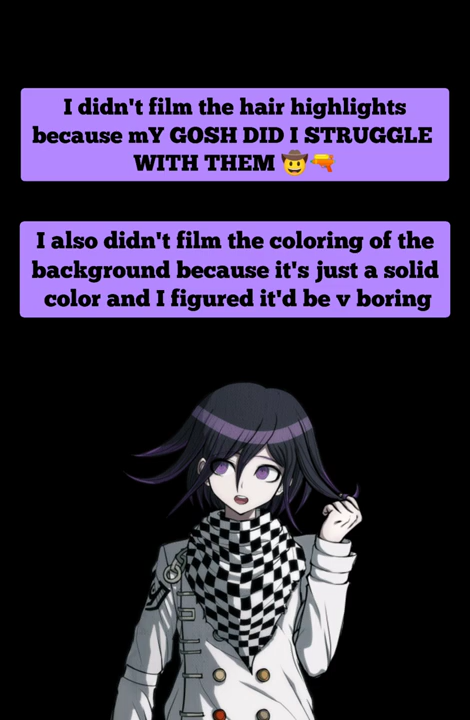 I didn't film the hair highlights
because mY GOSH DID I STRUGGLE
WITH THEM 🤠🔫
I also didn't film the coloring of the
background because it's just a solid
color and I figured it'd be v boring